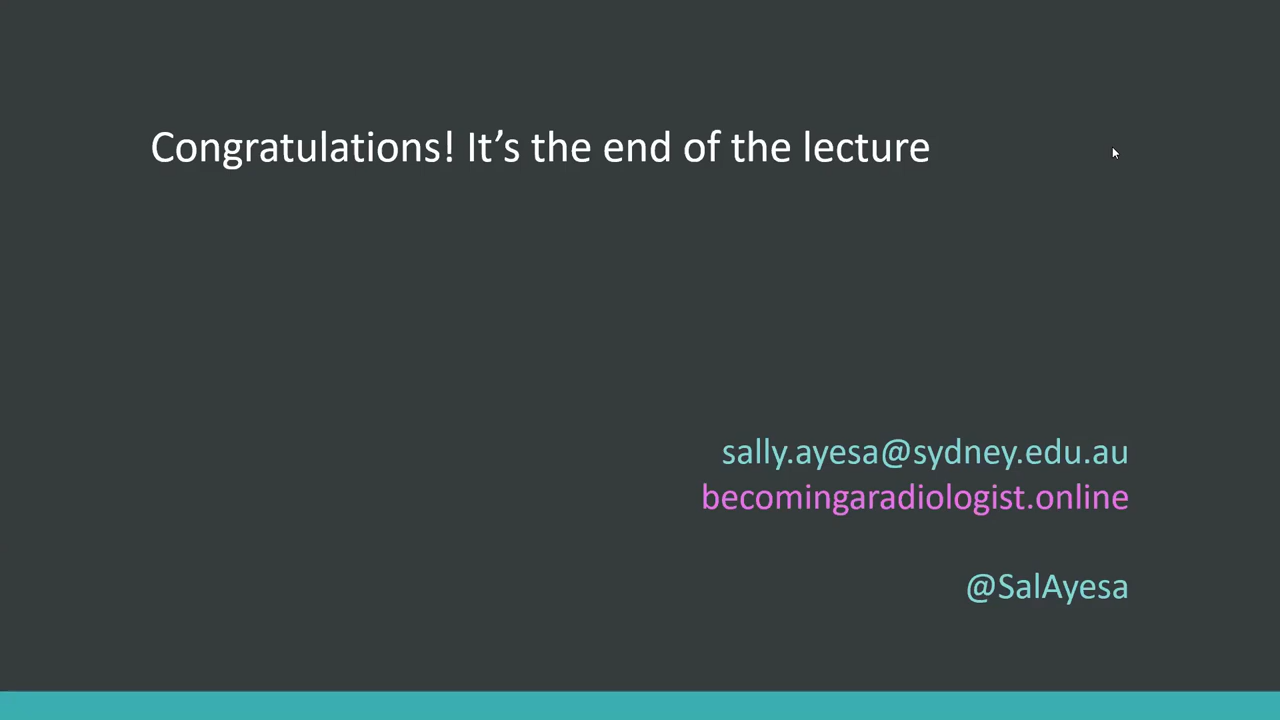 Congratulations! It’s the end of the lecture
sally.ayesa@sydney.edu.au
becomingaradiologist.online
@SalAyesa